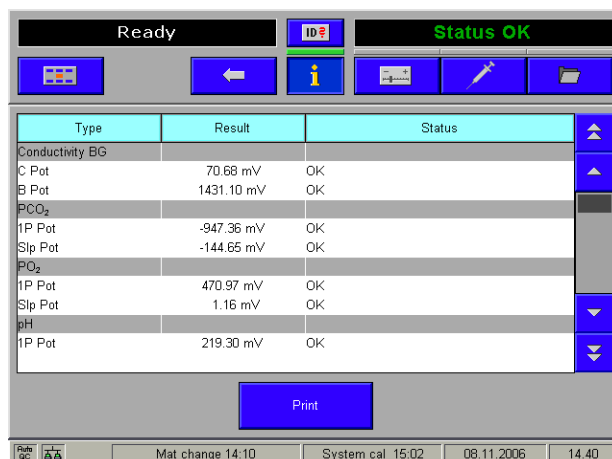 Ready ID? Status OK
i
Type Result Status
Conductivity BG
C Pot 70.68 mV OK
B Pot 1431.10 mV OK
PCO₂
1P Pot -947.36 mV OK
Slp Pot -144.65 mV OK
PO₂
1P Pot 470.97 mV OK
Slp Pot 1.16 mV OK
pH
1P Pot 219.30 mV OK
Print
Auto QC Mat change 14:10 System cal 15:02 08.11.2006 14.40